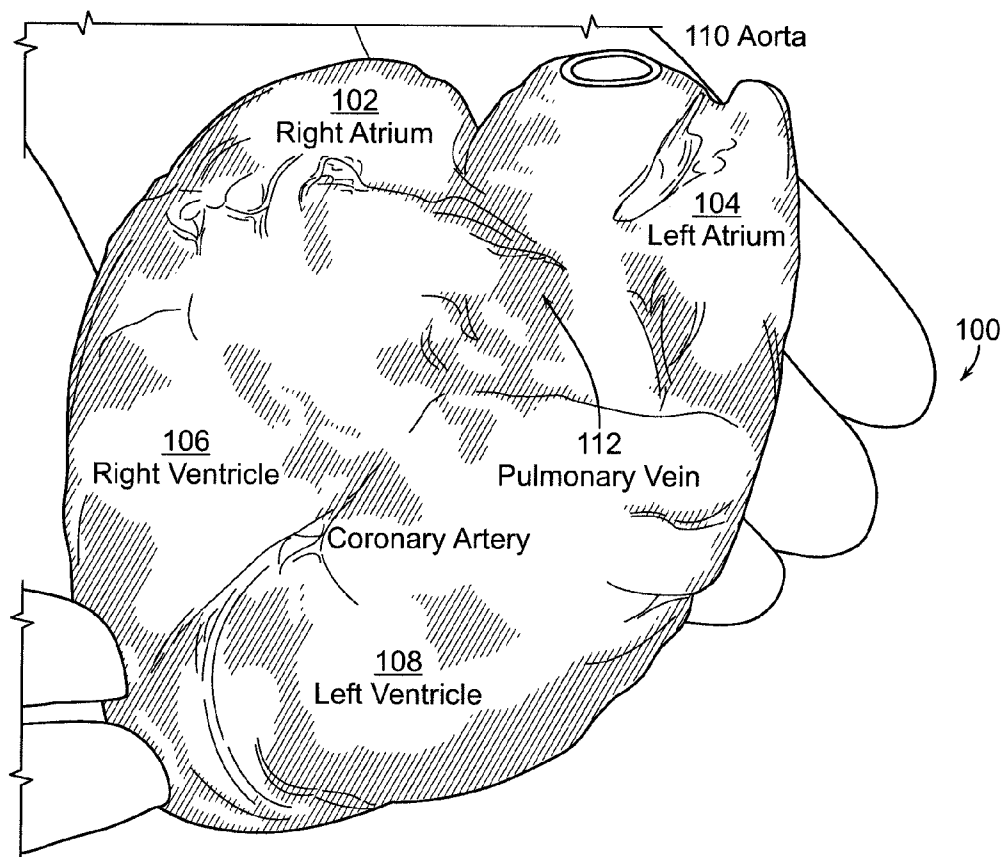 110 Aorta
102
Right Atrium
104
Left Atrium
100
106
Right Ventricle
112
Pulmonary Vein
Coronary Artery
108
Left Ventricle